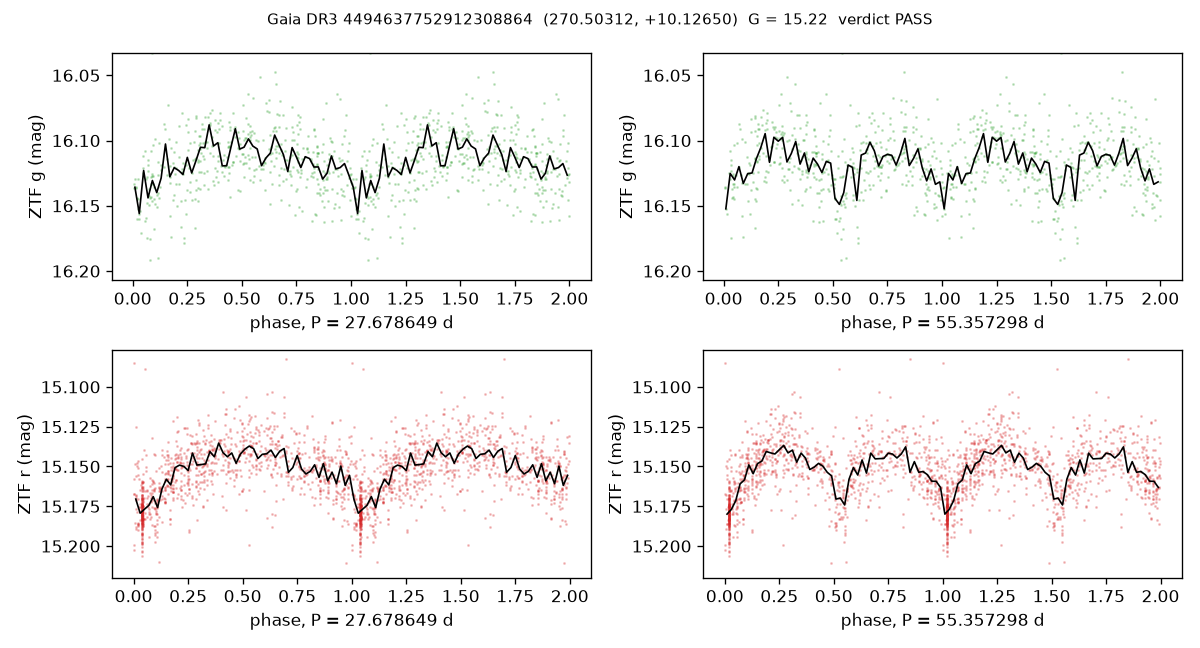 Gaia DR3 4494637752912308864 (270.50312, +10.12650) G = 15.22 verdict PASS
ZTF g (mag)
16.05
16.10
16.15
16.20
0.00 0.25 0.50 0.75 1.00 1.25 1.50 1.75 2.00
phase, P = 27.678649 d
ZTF g (mag)
16.05
16.10
16.15
16.20
0.00 0.25 0.50 0.75 1.00 1.25 1.50 1.75 2.00
phase, P = 55.357298 d
ZTF r (mag)
15.100
15.125
15.150
15.175
15.200
0.00 0.25 0.50 0.75 1.00 1.25 1.50 1.75 2.00
phase, P = 27.678649 d
ZTF r (mag)
15.100
15.125
15.150
15.175
15.200
0.00 0.25 0.50 0.75 1.00 1.25 1.50 1.75 2.00
phase, P = 55.357298 d